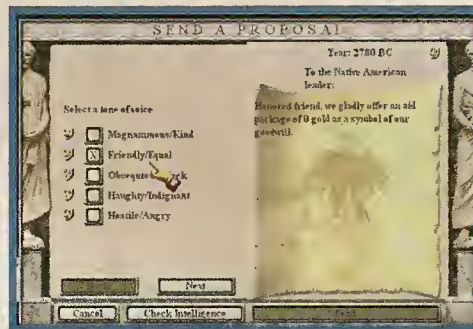 SEND A PROPOSAL
Year: 2780 BC
To the Native American
leader:
Honored friend, we gladly offer an aid
package of 0 gold as a symbol of our
goodwill.
Select a tone of voice
Magnanimous/Kind
X Friendly/Equal
Haughty/Indignant
Hostile/Angry
Next
Cancel
Check Intelligence